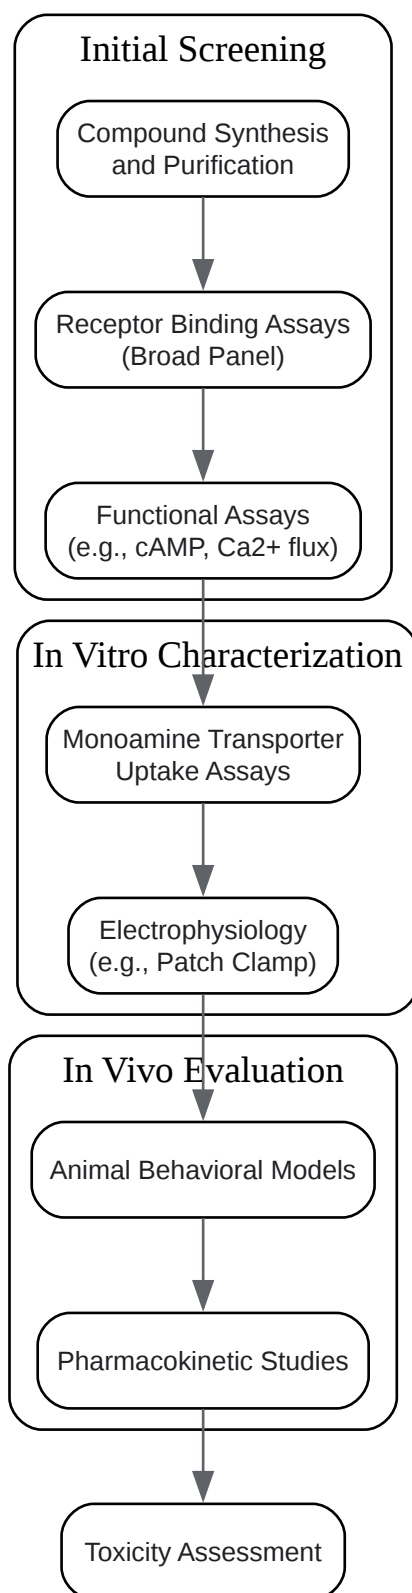 Initial Screening
Compound Synthesis
and Purification
Receptor Binding Assays
(Broad Panel)
Functional Assays
(e.g., cAMP, Ca2+ flux)
In Vitro Characterization
Monoamine Transporter
Uptake Assays
Electrophysiology
(e.g., Patch Clamp)
In Vivo Evaluation
Animal Behavioral Models
Pharmacokinetic Studies
Toxicity Assessment